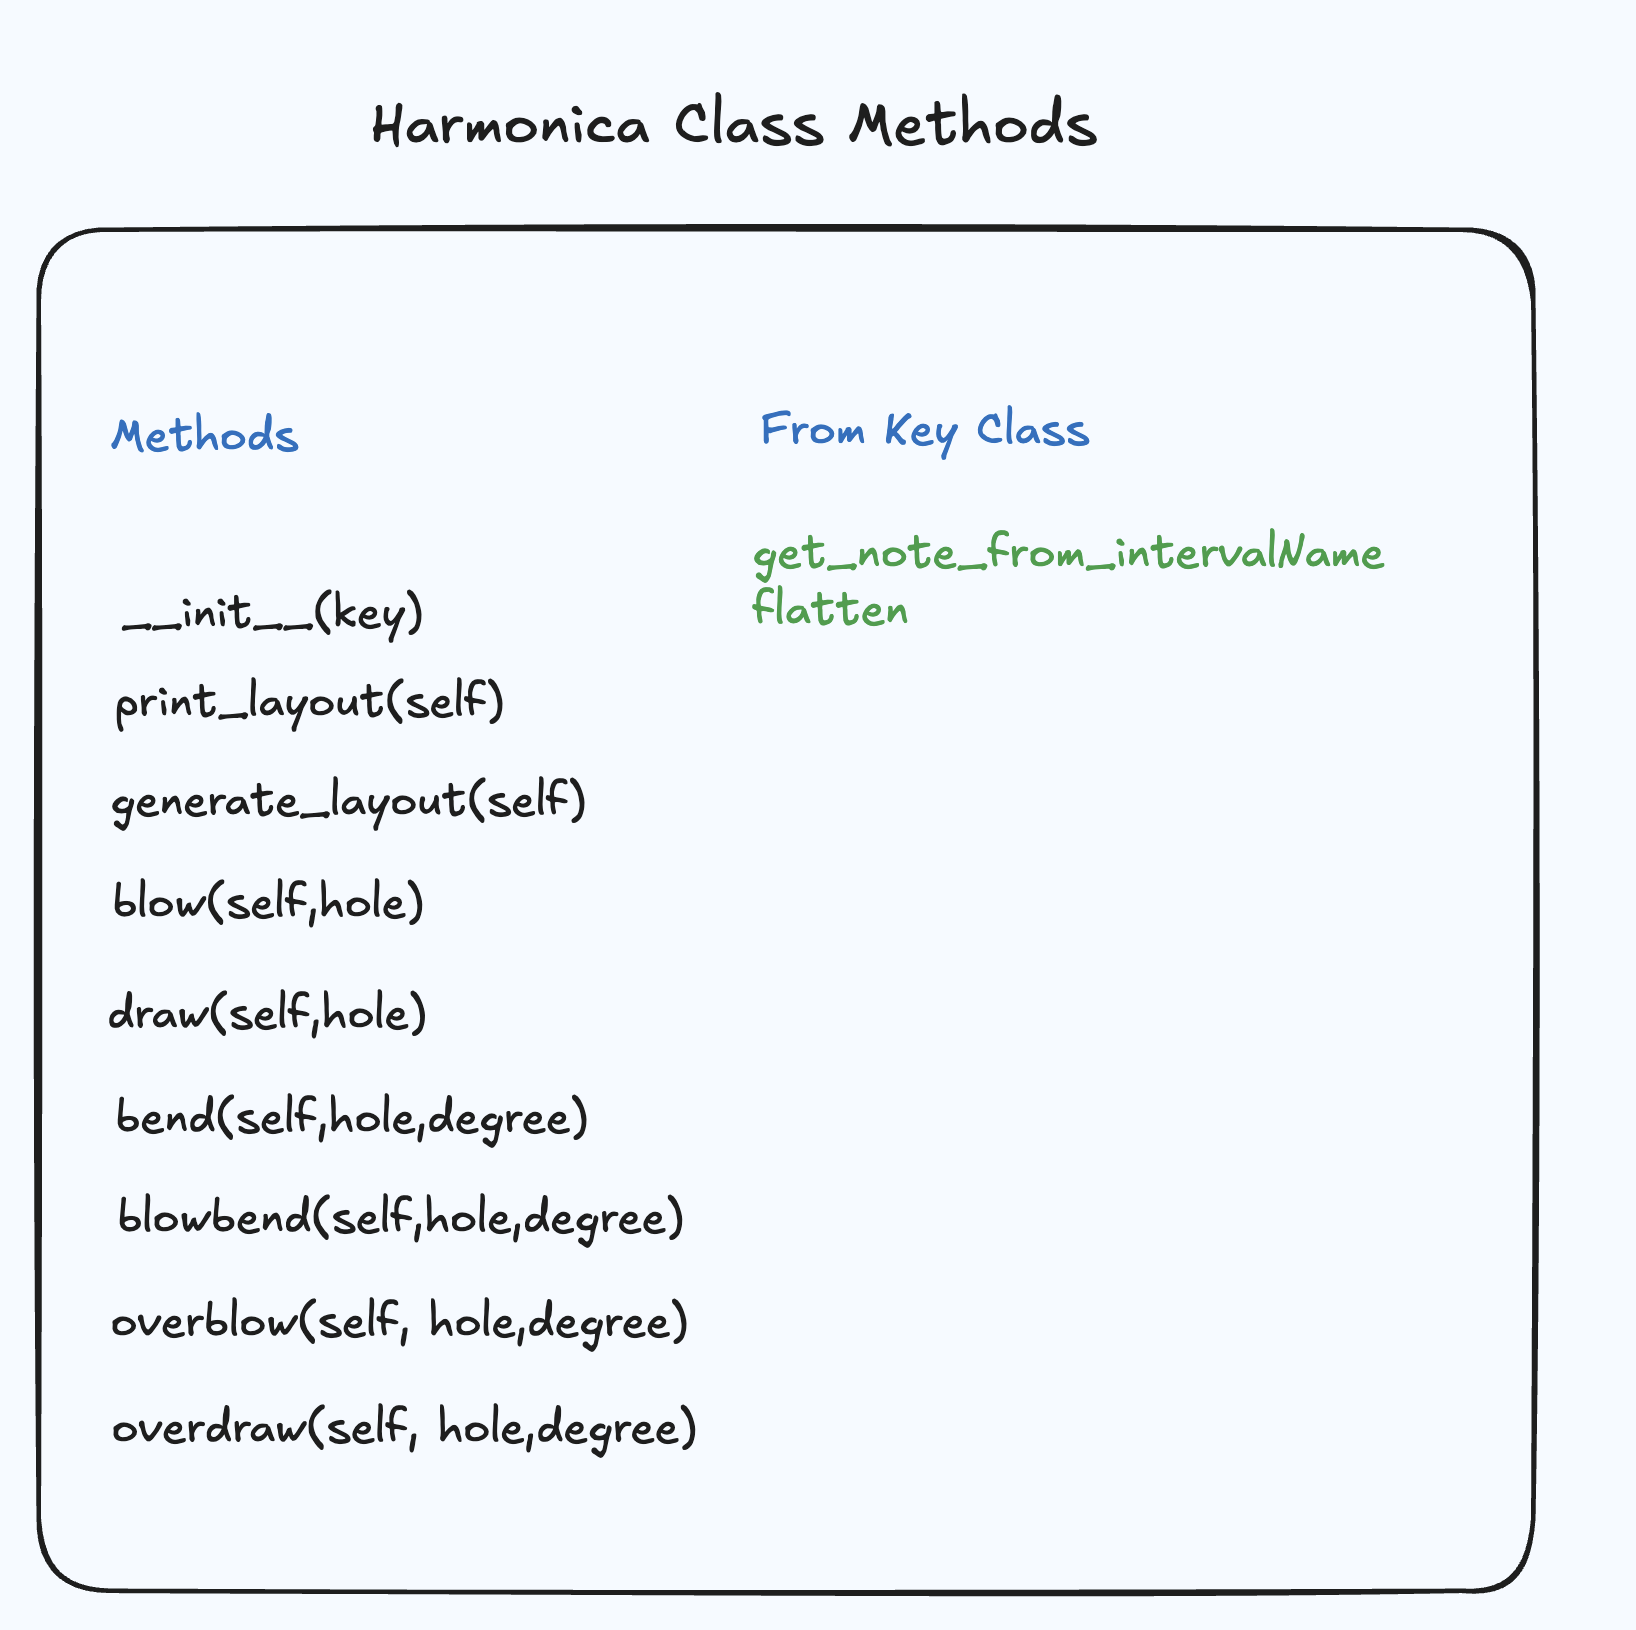 Harmonica Class Methods
Methods
__init__(key)
print_layout(self)
generate_layout(self)
blow(self,hole)
draw(self,hole)
bend(self,hole,degree)
blowbend(self,hole,degree)
overblow(self, hole,degree)
overdraw(self, hole,degree)
From Key Class
get_note_from_intervalName
flatten